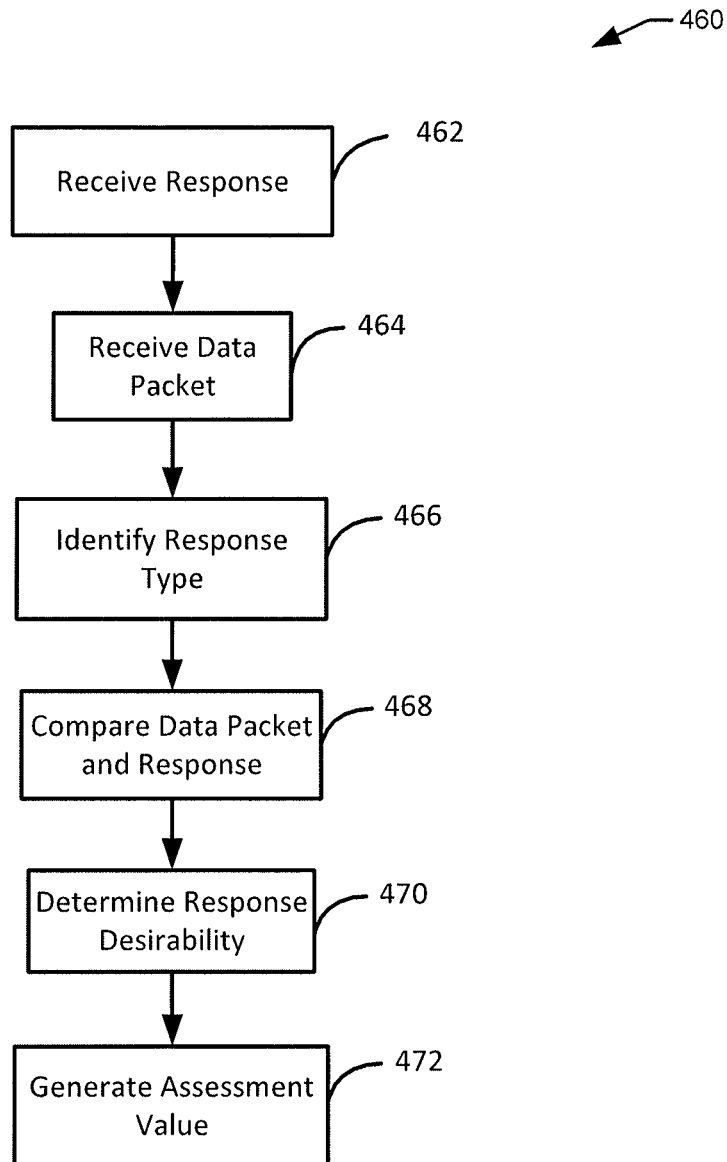 460
462
Receive Response
464
Receive Data
Packet
466
Identify Response
Type
468
Compare Data Packet
and Response
470
Determine Response
Desirability
472
Generate Assessment
Value